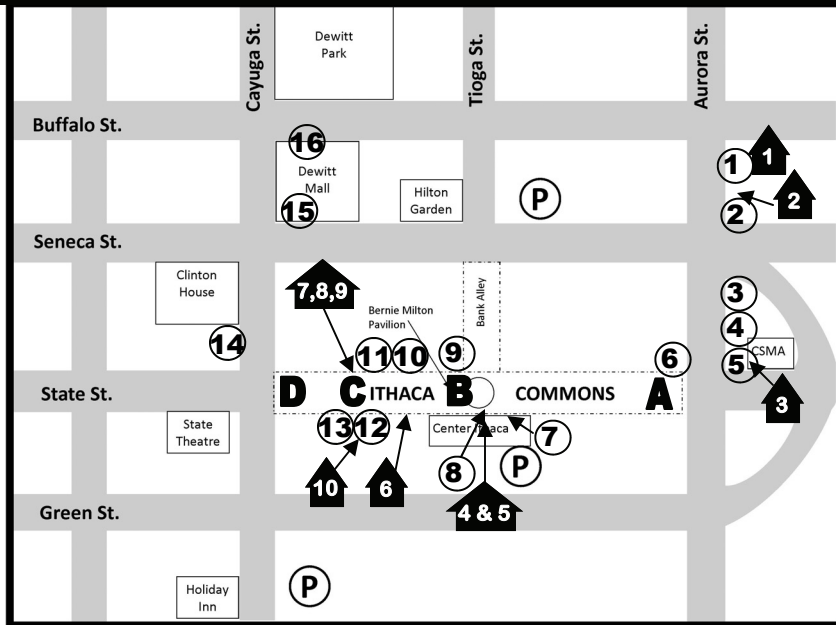 Cayuga St.
Tioga St.
Aurora St.
Dewitt
Park
Buffalo St.
16
Dewitt
Mall
15
Hilton
Garden
P
1
1
2
2
Seneca St.
Clinton
House
14
7,8,9
Bernie Milton
Pavilion
Bank Alley
11
10
9
6
3
4
5
CSMA
3
State St.
D
C
ITHACA
B
COMMONS
A
State
Theatre
13
12
Center Ithaca
7
8
P
10
6
4 & 5
Green St.
Holiday
Inn
P